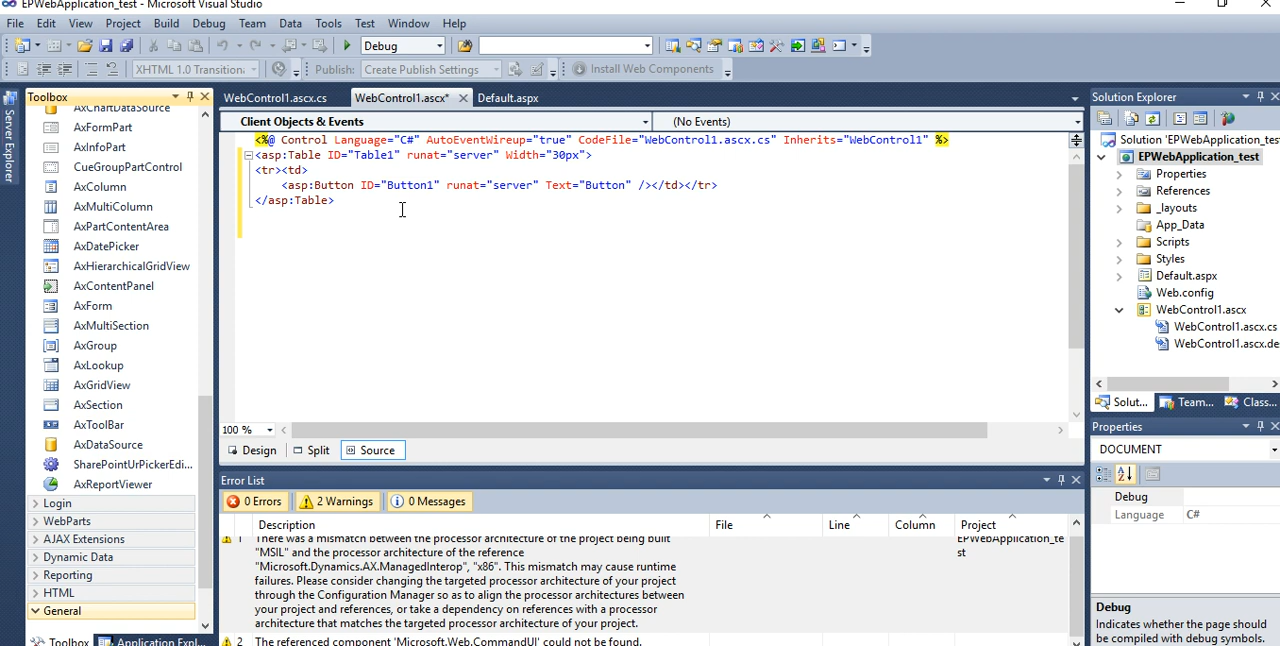 EPWebApplication_test - Microsoft Visual Studio
File Edit View Project Build Debug Team Data Tools Test Window Help
Debug
XHTML 1.0 Transition: Publish: Create Publish Settings Install Web Components
Server Explorer
Toolbox
AxChartDataSource
AxFormPart
AxInfoPart
CueGroupPartControl
AxColumn
AxMultiColumn
AxPartContentArea
AxDatePicker
AxHierarchicalGridView
AxContentPanel
AxForm
AxMultiSection
AxGroup
AxLookup
AxGridView
AxSection
AxToolBar
AxDataSource
SharePointUrPickerEdi...
AxReportViewer
Login
WebParts
AJAX Extensions
Dynamic Data
Reporting
HTML
General
Toolbox Application Expl...
WebControl1.ascx.cs WebControl1.ascx* Default.aspx
Client Objects & Events (No Events)
<%@ Control Language="C#" AutoEventWireup="true" CodeFile="WebControl1.ascx.cs" Inherits="WebControl1" %>
<asp:Table ID="Table1" runat="server" Width="30px">
<tr><td>
<asp:Button ID="Button1" runat="server" Text="Button" /></td></tr>
</asp:Table>
100 %
Design Split Source
Error List
0 Errors 2 Warnings 0 Messages
Description File Line Column Project
1 There was a mismatch between the processor architecture of the project being built EPWebApplication_te
"MSIL" and the processor architecture of the reference st
"Microsoft.Dynamics.AX.ManagedInterop", "x86". This mismatch may cause runtime
failures. Please consider changing the targeted processor architecture of your project
through the Configuration Manager so as to align the processor architectures between
your project and references, or take a dependency on references with a processor
architecture that matches the targeted processor architecture of your project.
2 The referenced component 'Microsoft.Web.CommandUI' could not be found.
Solution Explorer
Solution 'EPWebApplication_test
EPWebApplication_test
Properties
References
_layouts
App_Data
Scripts
Styles
Default.aspx
Web.config
WebControl1.ascx
WebControl1.ascx.cs
WebControl1.ascx.de
Solut... Team... Class...
Properties
DOCUMENT
Debug
Language C#
Debug
Indicates whether the page should
be compiled with debug symbols.